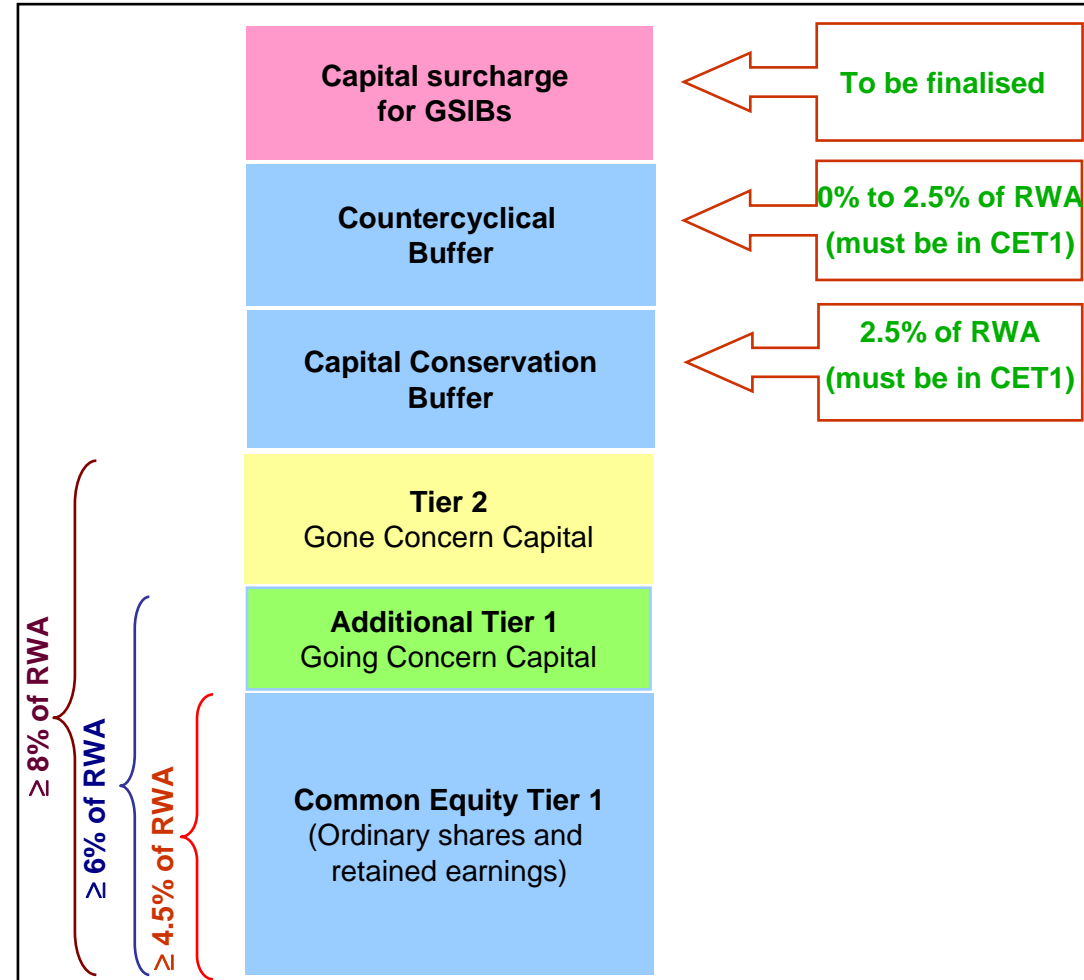 Capital surcharge
for GSIBs
To be finalised
Countercyclical
Buffer
0% to 2.5% of RWA
(must be in CET1)
Capital Conservation
Buffer
2.5% of RWA
(must be in CET1)
Tier 2
Gone Concern Capital
Additional Tier 1
Going Concern Capital
Common Equity Tier 1
(Ordinary shares and
retained earnings)
≥ 8% of RWA
≥ 6% of RWA
≥ 4.5% of RWA